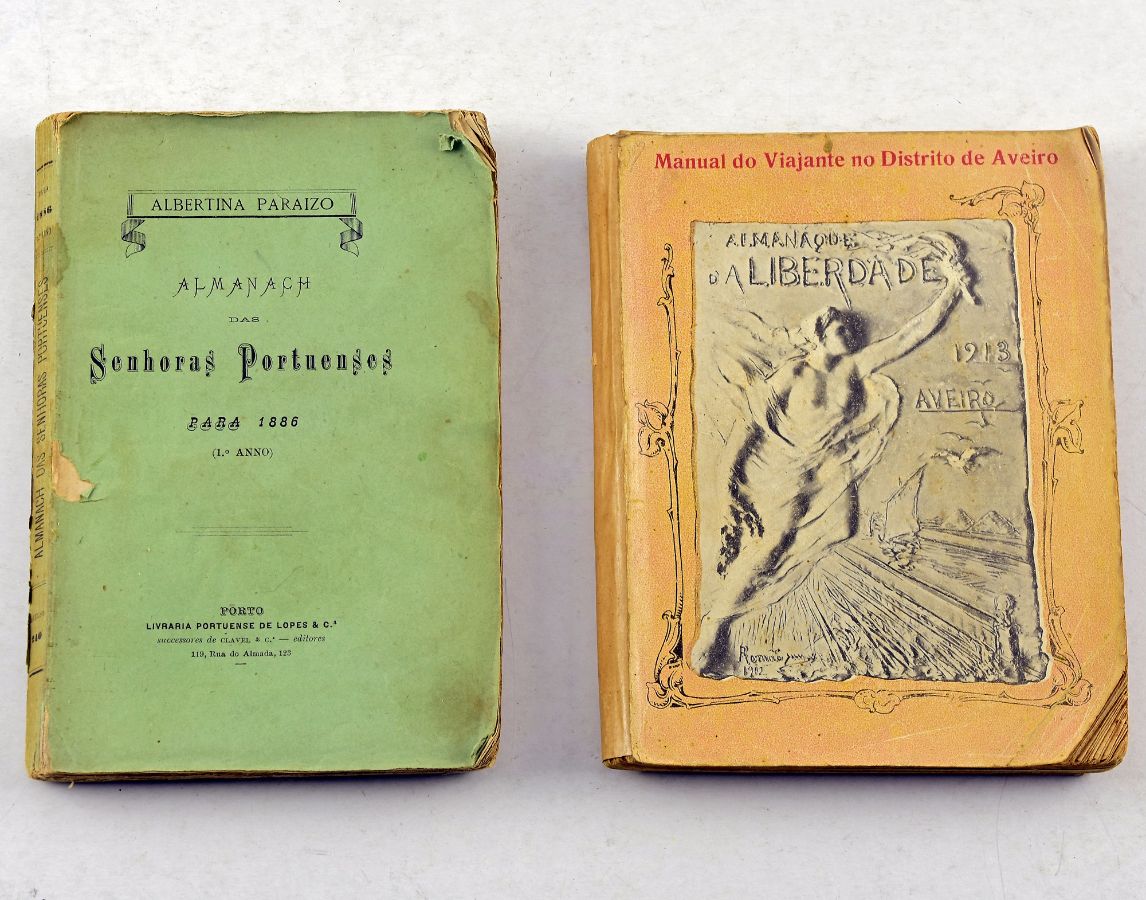 ALBERTINA PARAIZO
ALMANACH
DAS
Senhoras Portuenses
PARA 1886
(1.º ANNO)
PORTO
LIVRARIA PORTUENSE DE LOPES & C.ª
successores de CLAVEL & C.ª — editores
119, Rua do Almada, 123
ALMANACH DAS SENHORAS PORTUENSES
Manual do Viajante no Distrito de Aveiro
ALMANAQUE
DA LIBERDADE
1913
AVEIRO
1912